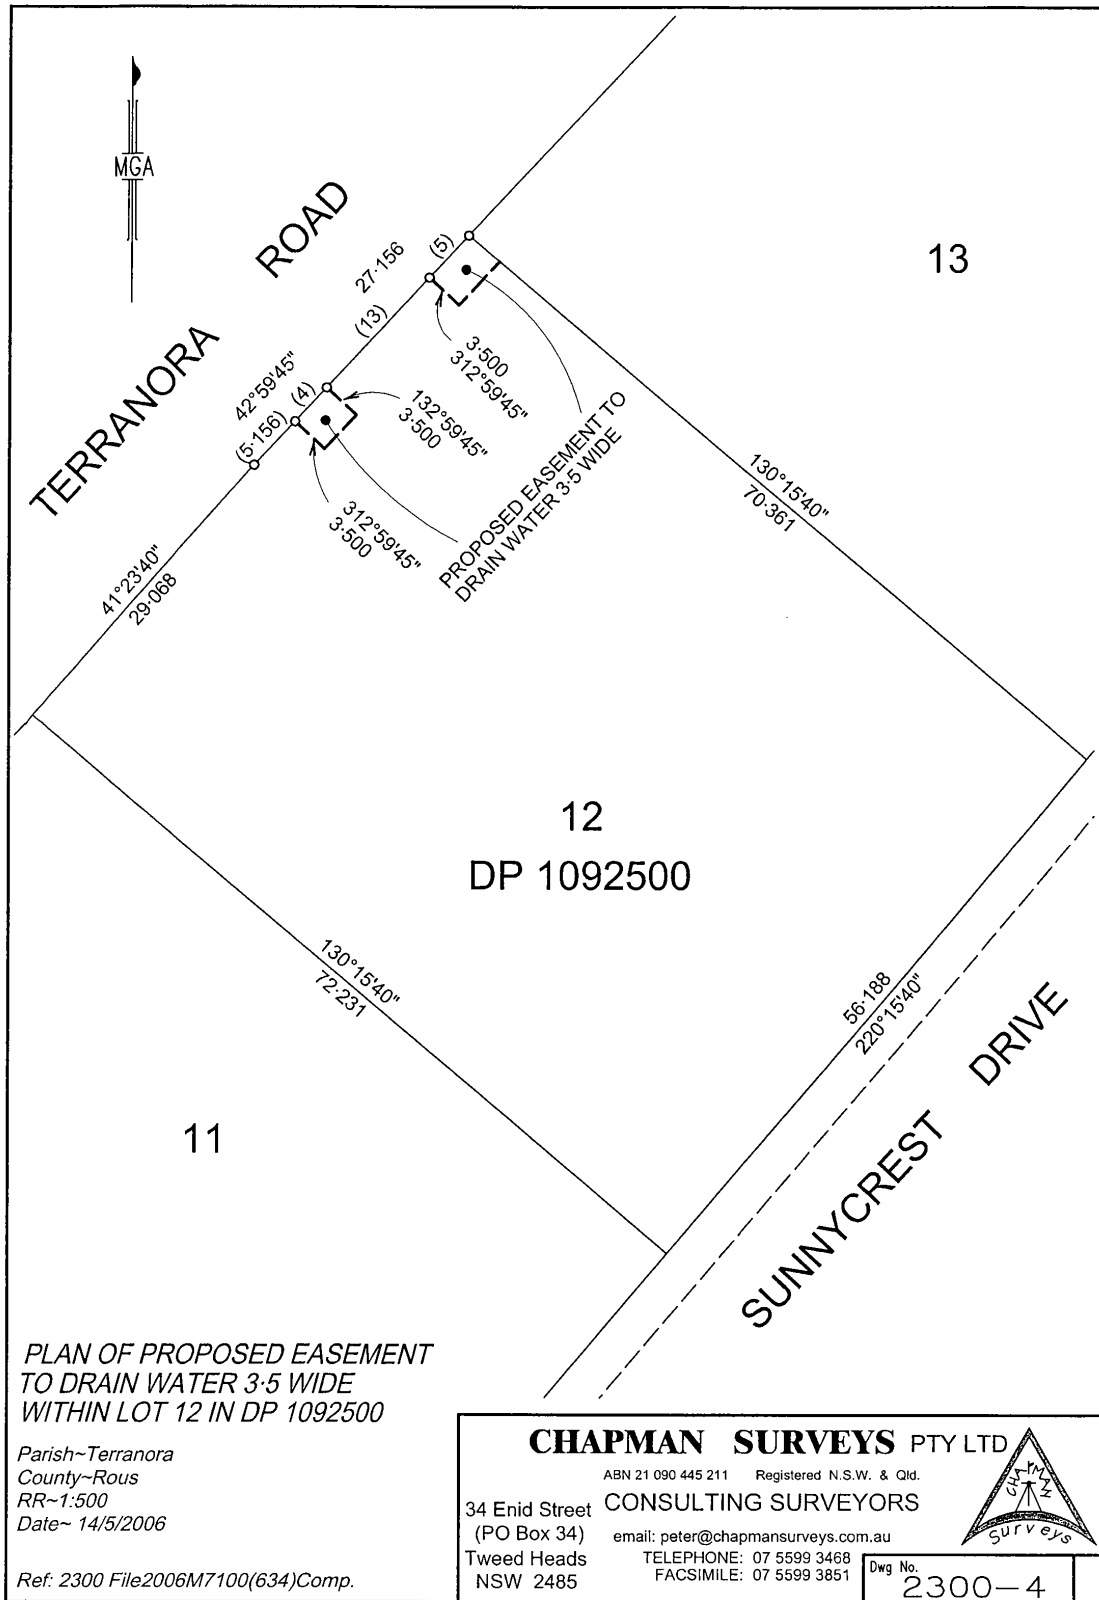 MGA
TERRANORA ROAD
13
(5)
27·156
(13)
42°59'45"
(4)
(5·156)
3·500
312°59'45"
132°59'45"
3·500
312°59'45"
3·500
PROPOSED EASEMENT TO
DRAIN WATER 3·5 WIDE
130°15'40"
70·361
41°23'40"
29·068
12
DP 1092500
130°15'40"
72·231
56·188
220°15'40"
11
SUNNYCREST DRIVE
PLAN OF PROPOSED EASEMENT
TO DRAIN WATER 3·5 WIDE
WITHIN LOT 12 IN DP 1092500
Parish~Terranora
County~Rous
RR~1:500
Date~ 14/5/2006
Ref: 2300 File2006M7100(634)Comp.
CHAPMAN SURVEYS PTY LTD
ABN 21 090 445 211 Registered N.S.W. & Qld.
CONSULTING SURVEYORS
34 Enid Street
(PO Box 34)
Tweed Heads
NSW 2485
email: peter@chapmansurveys.com.au
TELEPHONE: 07 5599 3468
FACSIMILE: 07 5599 3851
CHAPMAN
Surveys
Dwg No.
2300-4